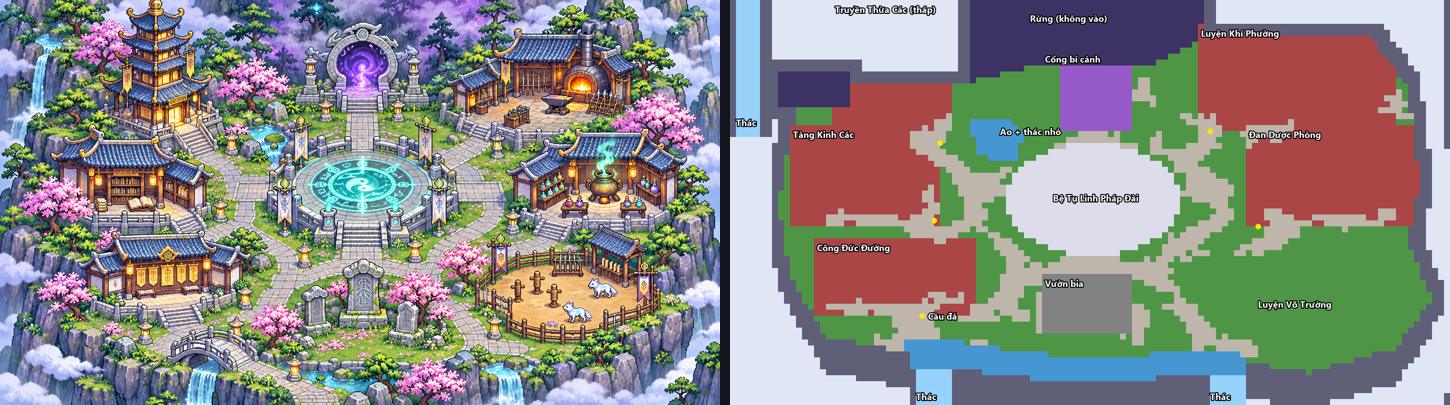 Truyền Thừa Các (tháp)
Rừng (không vào)
Luyện Khí Phường
Cổng bí cảnh
Thác
Tàng Kinh Các
Ao + thác nhỏ
Đan Dược Phòng
Bệ Tụ Linh Pháp Đài
Công Đức Đường
Vườn bia
Luyện Võ Trường
Cầu đá
Thác
Thác